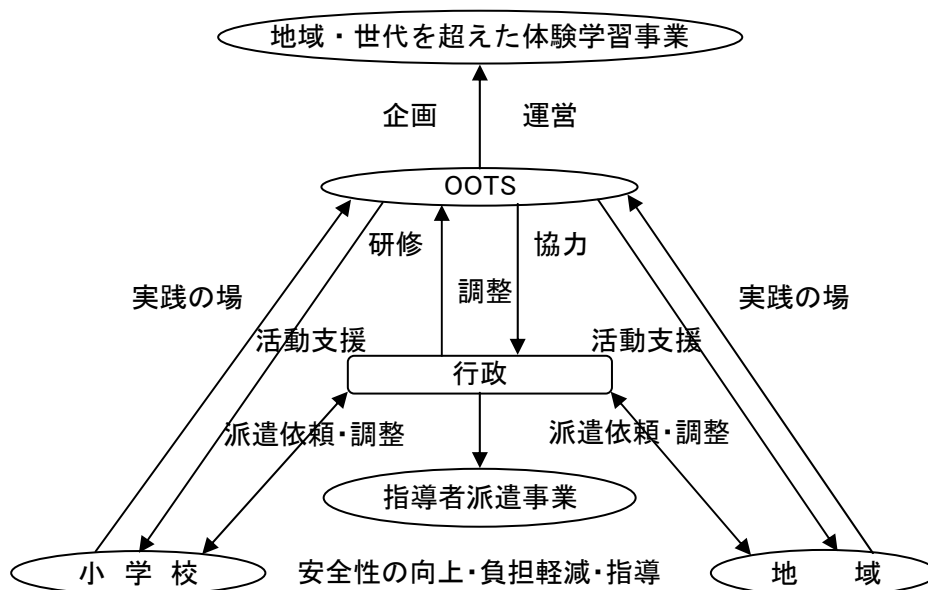 地域・世代を超えた体験学習事業
企画
運営
OOTS
研修
協力
調整
実践の場
実践の場
活動支援
活動支援
行政
派遣依頼・調整
派遣依頼・調整
指導者派遣事業
小 学 校
安全性の向上・負担軽減・指導
地 域